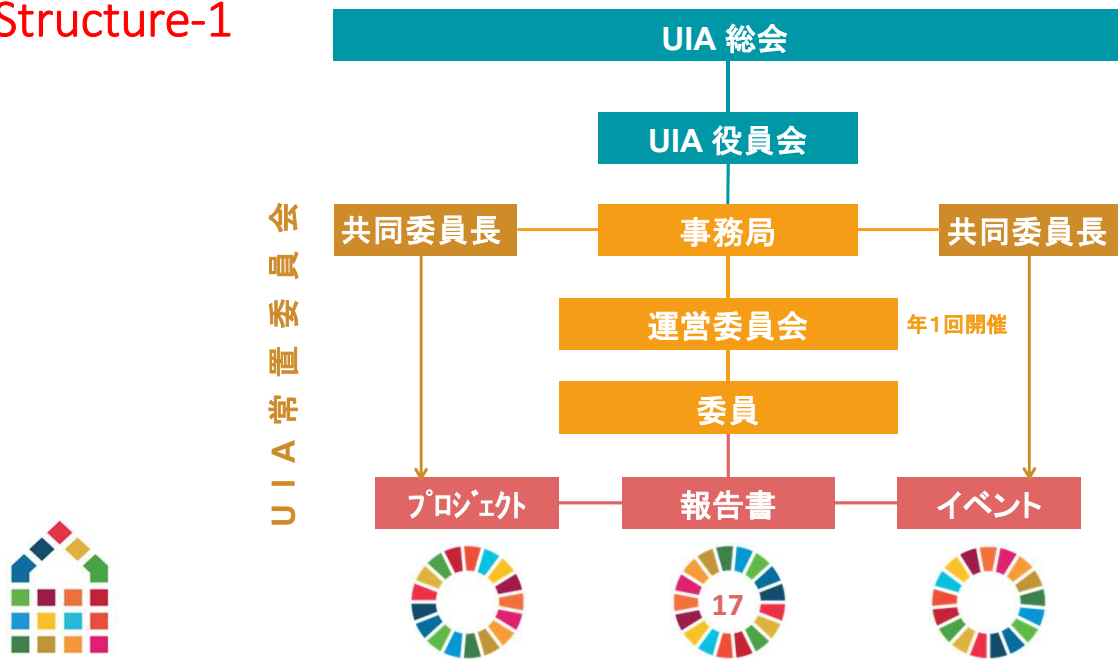 Structure-1
UIA 総会
UIA 役員会
共同委員長
事務局
共同委員長
運営委員会
年1回開催
委員
UIA常置委員会
プロジェクト
報告書
イベント
17